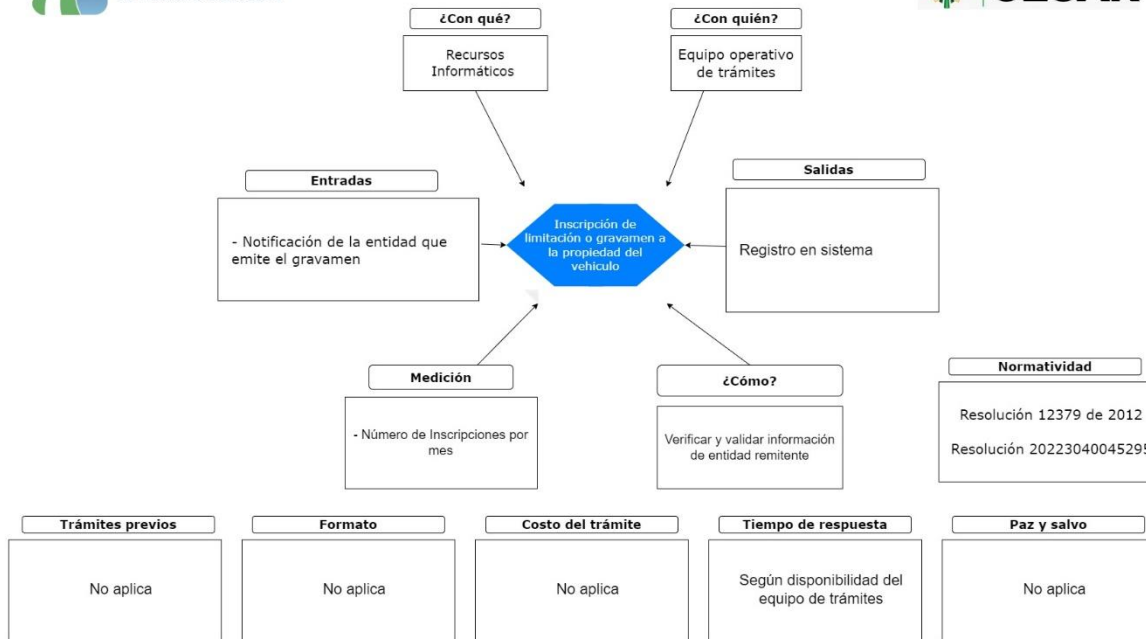 ¿Con qué?
Recursos
Informáticos
¿Con quién?
Equipo operativo
de trámites
Entradas
- Notificación de la entidad que
emite el gravamen
Inscripción de
limitación o gravamen a
la propiedad del
vehiculo
Salidas
Registro en sistema
Medición
- Número de Inscripciones por
mes
¿Cómo?
Verificar y validar información
de entidad remitente
Normatividad
Resolución 12379 de 2012
Resolución 20223040045295
Trámites previos
No aplica
Formato
No aplica
Costo del trámite
No aplica
Tiempo de respuesta
Según disponibilidad del
equipo de trámites
Paz y salvo
No aplica